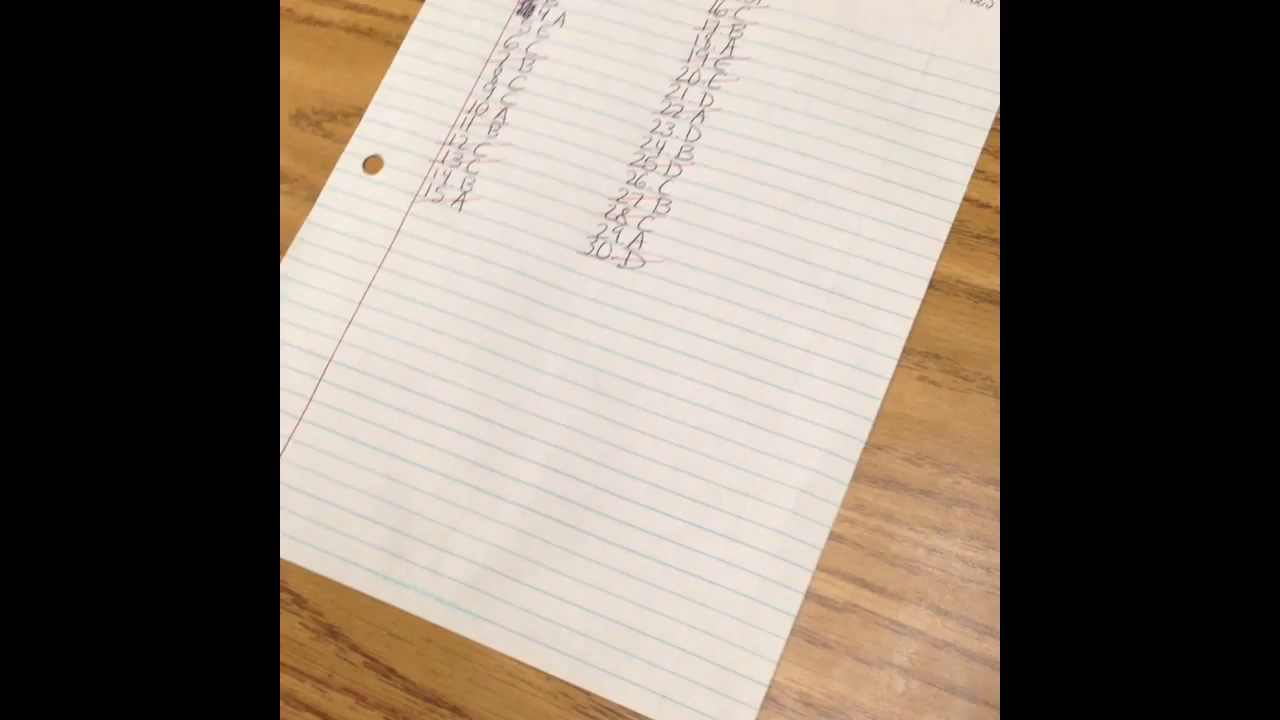 4 A
5 C
6 C
7 B
8 C
9 C
10 A
11 B
12 C
13 C
14 B
15 A
16 C
17 B
18 A
19 C
20 C
21 D
22 A
23 D
24 B
25 D
26 C
27 B
28 C
29 A
30 D